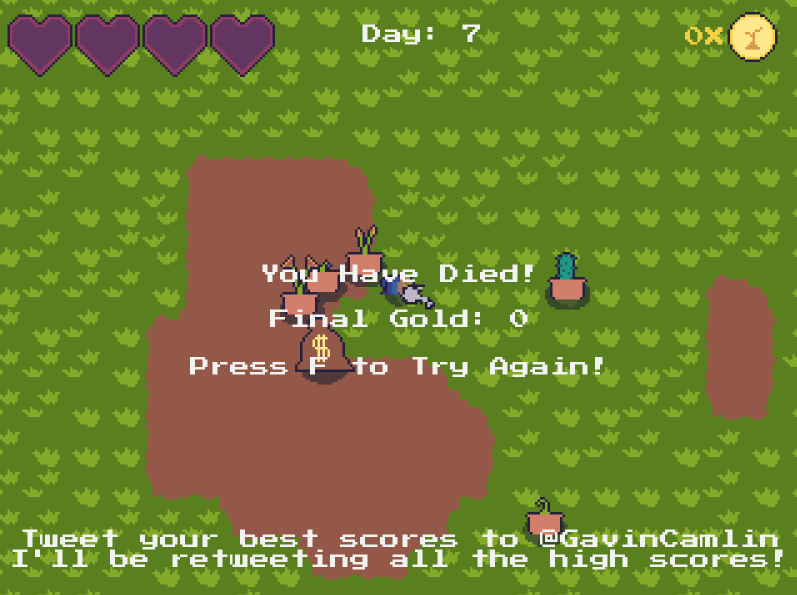 Day: 7
0x
You Have Died!
Final Gold: 0
$
Press F to Try Again!
Tweet your best scores to @GavinCamlin
I'll be retweeting all the high scores!